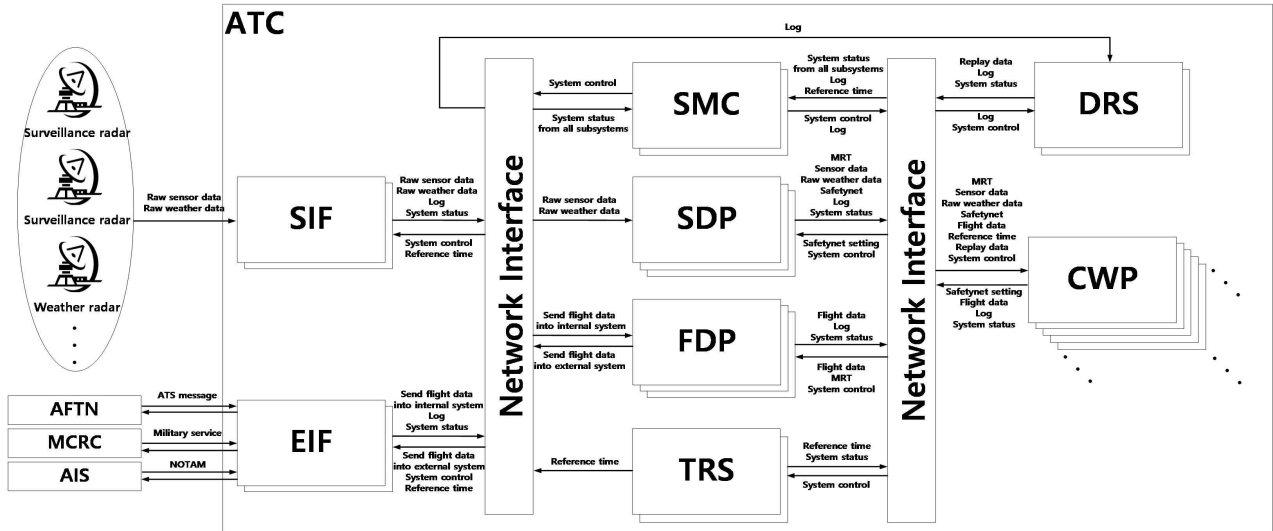 ATC
Log
Surveillance radar
Surveillance radar
Weather radar
Raw sensor data
Raw weather data
SIF
Raw sensor data
Raw weather data
Log
System status
System control
Reference time
AFTN
MCRC
AIS
ATS message
Military service
NOTAM
EIF
Send flight data
into internal system
Log
System status
Send flight data
into external system
System control
Reference time
Network Interface
System control
System status
from all subsystems
SMC
System status
from all subsystems
Log
Reference time
System control
Log
Raw sensor data
Raw weather data
SDP
MRT
Sensor data
Raw weather data
Safetynet
Log
System status
Safetynet setting
System control
Send flight data
into internal system
Send flight data
into external system
FDP
Flight data
Log
System status
Flight data
MRT
System control
Reference time
TRS
Reference time
System status
System control
Network Interface
Replay data
Log
System status
Log
System control
DRS
MRT
Sensor data
Raw weather data
Safetynet
Flight data
Reference time
Replay data
System control
Safetynet setting
Flight data
Log
System status
CWP